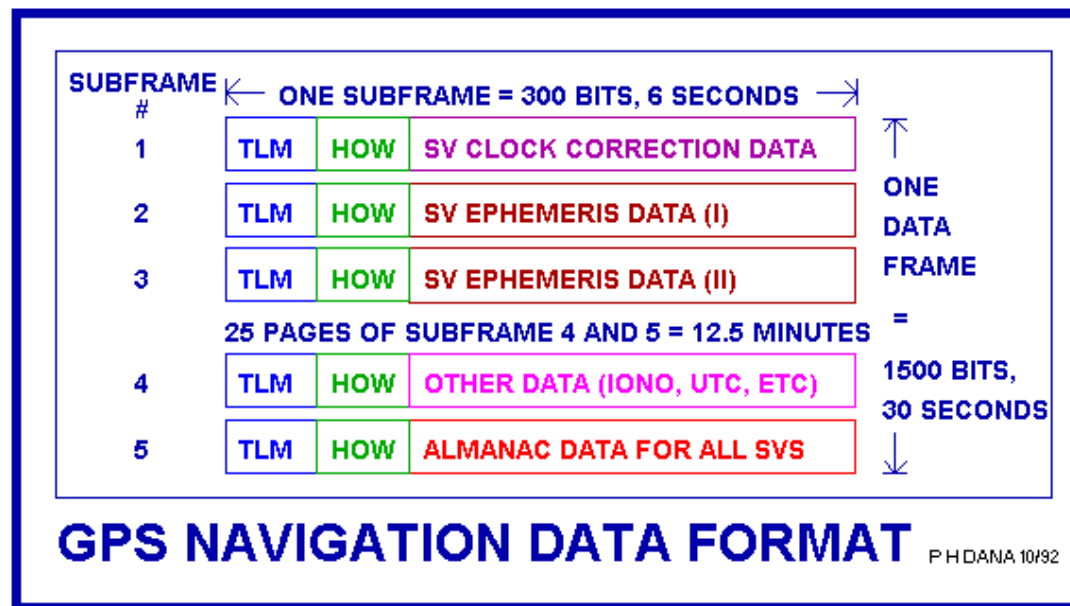 SUBFRAME
#
ONE SUBFRAME = 300 BITS, 6 SECONDS
1 TLM HOW SV CLOCK CORRECTION DATA
2 TLM HOW SV EPHEMERIS DATA (I)
3 TLM HOW SV EPHEMERIS DATA (II)
25 PAGES OF SUBFRAME 4 AND 5 = 12.5 MINUTES
4 TLM HOW OTHER DATA (IONO, UTC, ETC)
5 TLM HOW ALMANAC DATA FOR ALL SVS
ONE
DATA
FRAME
=
1500 BITS,
30 SECONDS
GPS NAVIGATION DATA FORMAT
P H DANA 10/92